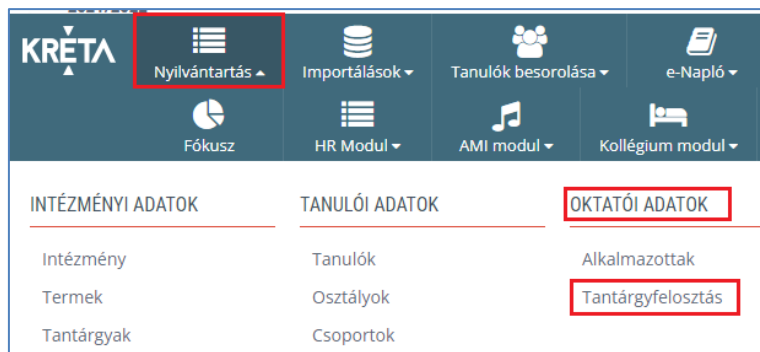 KRÉTA
Nyilvántartás
Importálások
Tanulók besorolása
e-Napló
Fókusz
HR Modul
AMI modul
Kollégium modul
INTÉZMÉNYI ADATOK
TANULÓI ADATOK
OKTATÓI ADATOK
Intézmény
Tanulók
Alkalmazottak
Termek
Osztályok
Tantárgyfelosztás
Tantárgyak
Csoportok